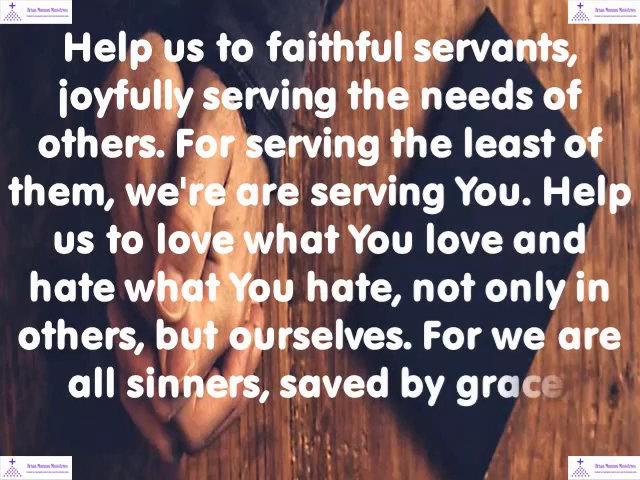 Help us to faithful servants,
joyfully serving the needs of
others. For serving the least of
them, we're are serving You. Help
us to love what You love and
hate what You hate, not only in
others, but ourselves. For we are
all sinners, saved by grace